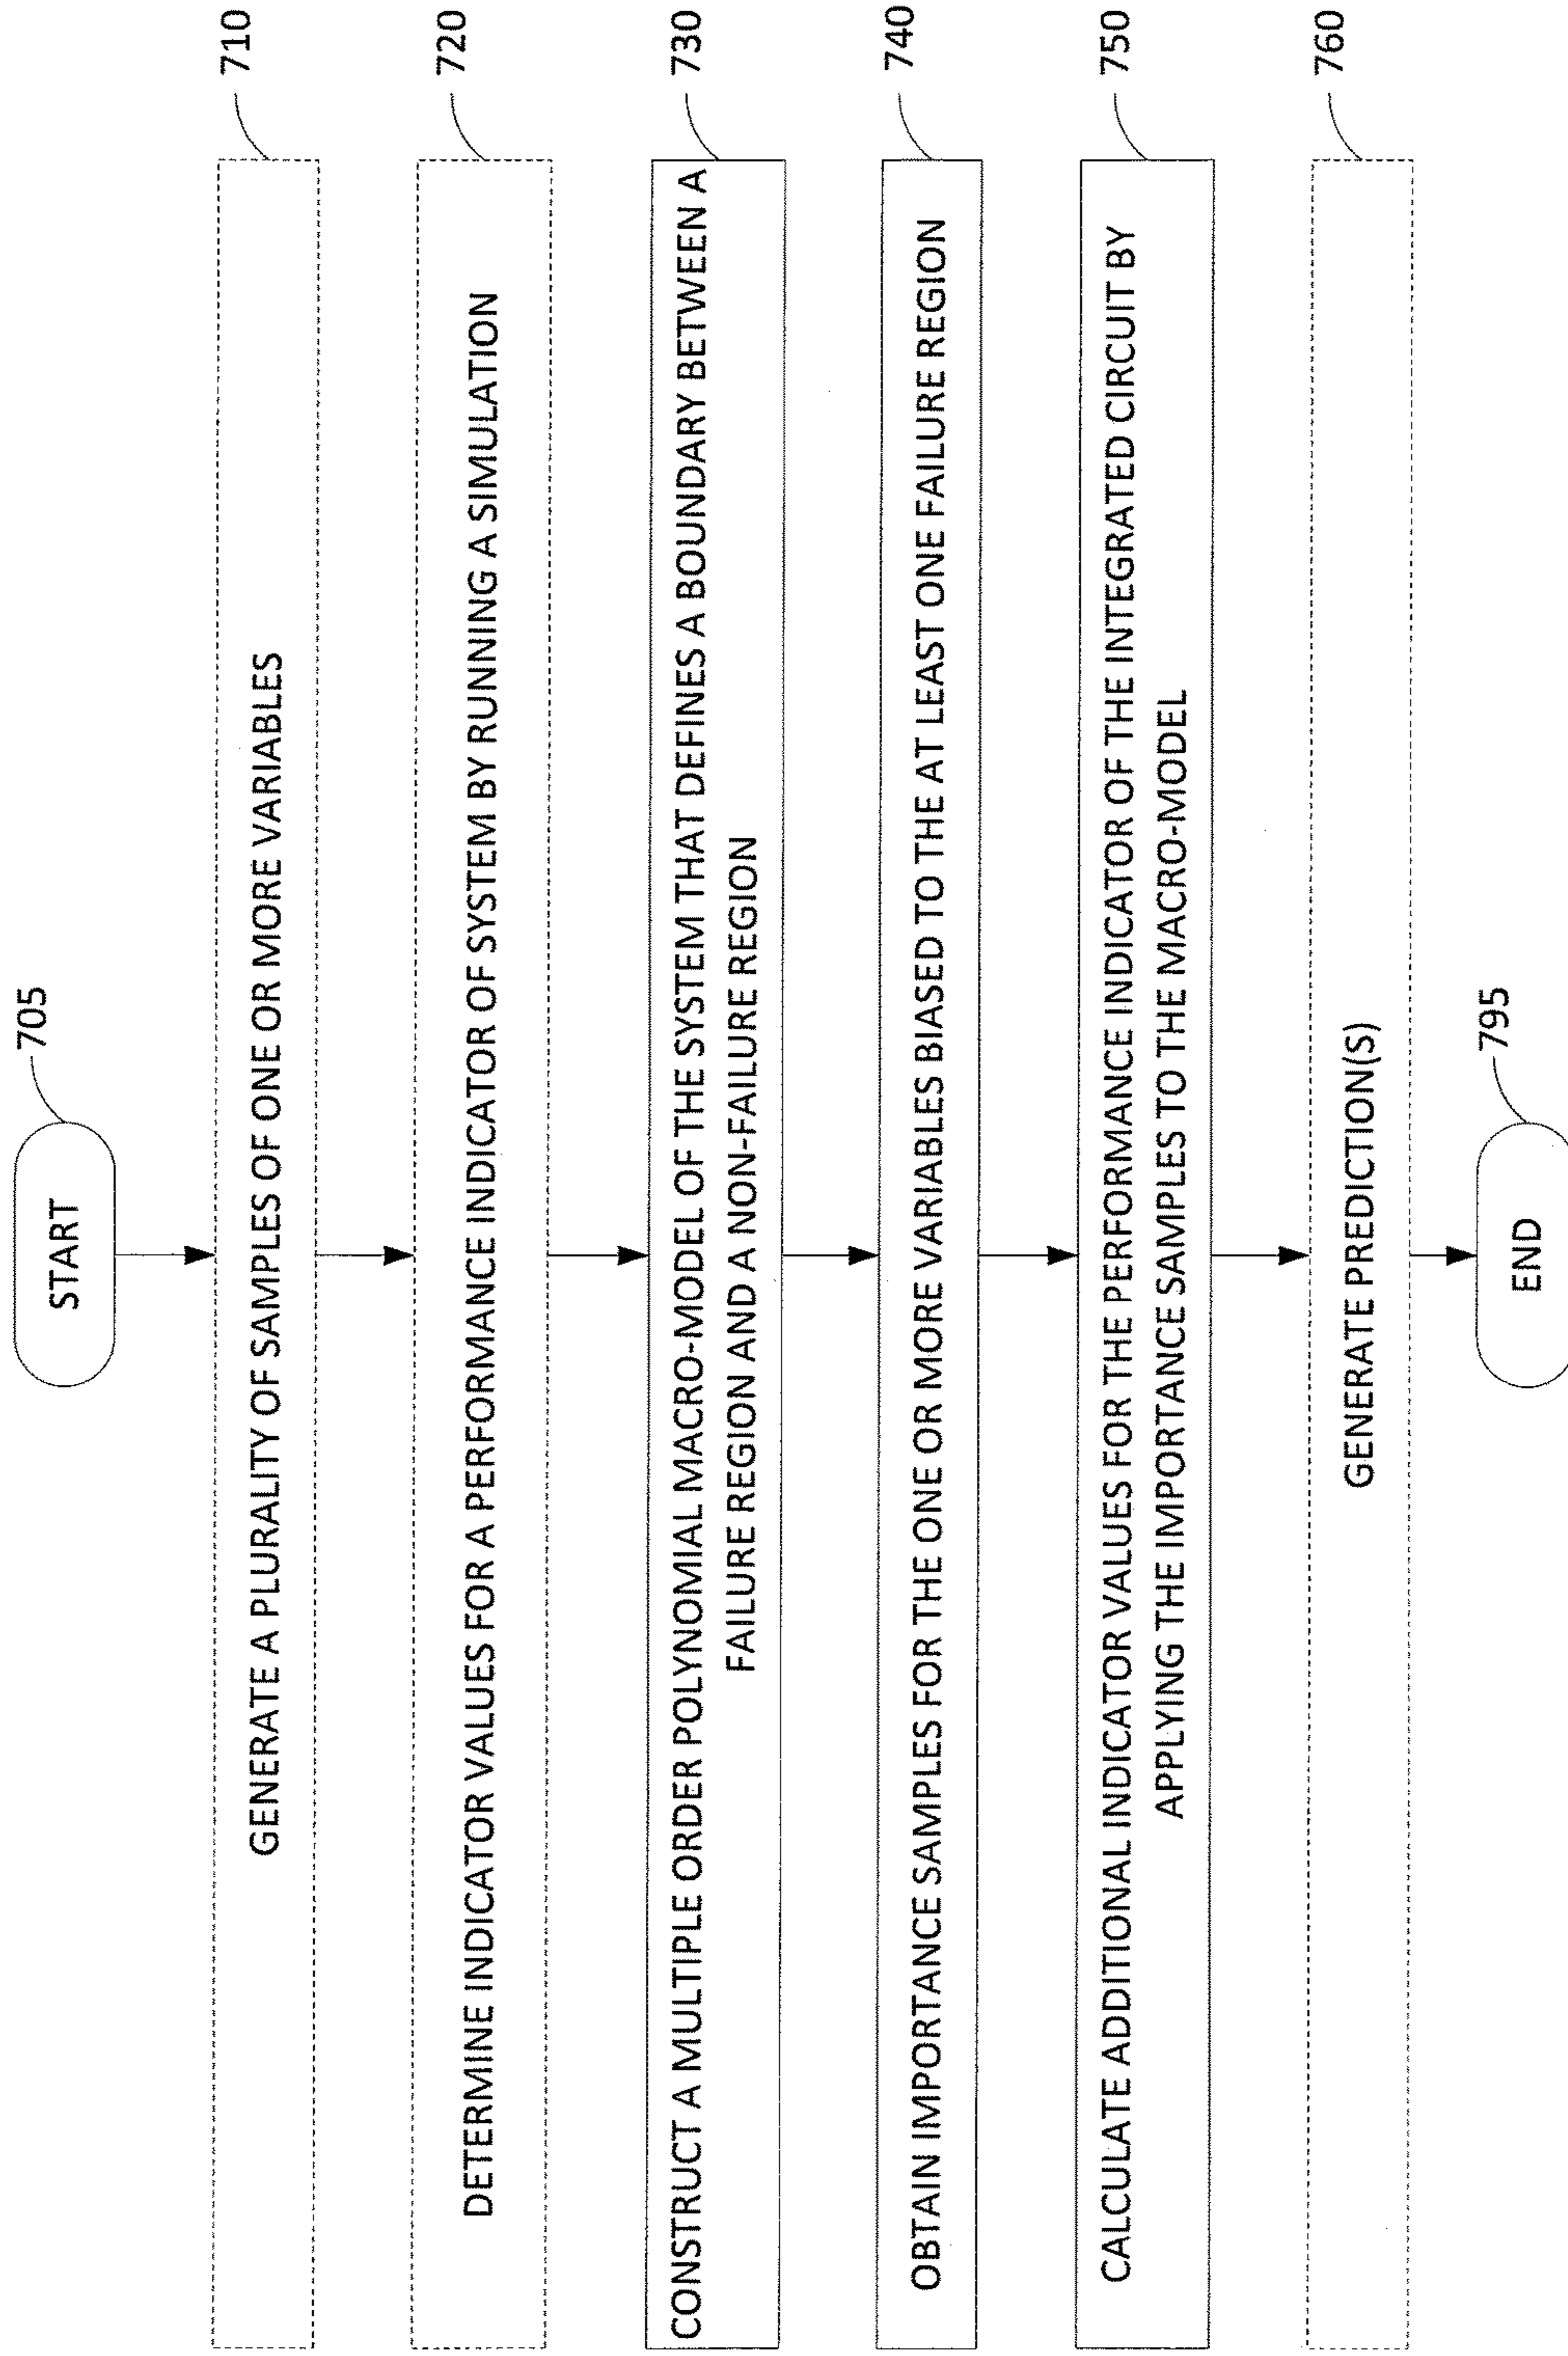 START
705
GENERATE A PLURALITY OF SAMPLES OF ONE OR MORE VARIABLES
710
DETERMINE INDICATOR VALUES FOR A PERFORMANCE INDICATOR OF SYSTEM BY RUNNING A SIMULATION
720
CONSTRUCT A MULTIPLE ORDER POLYNOMIAL MACRO-MODEL OF THE SYSTEM THAT DEFINES A BOUNDARY BETWEEN A
FAILURE REGION AND A NON-FAILURE REGION
730
OBTAIN IMPORTANCE SAMPLES FOR THE ONE OR MORE VARIABLES BIASED TO THE AT LEAST ONE FAILURE REGION
740
CALCULATE ADDITIONAL INDICATOR VALUES FOR THE PERFORMANCE INDICATOR OF THE INTEGRATED CIRCUIT BY
APPLYING THE IMPORTANCE SAMPLES TO THE MACRO-MODEL
750
GENERATE PREDICTION(S)
760
END
795